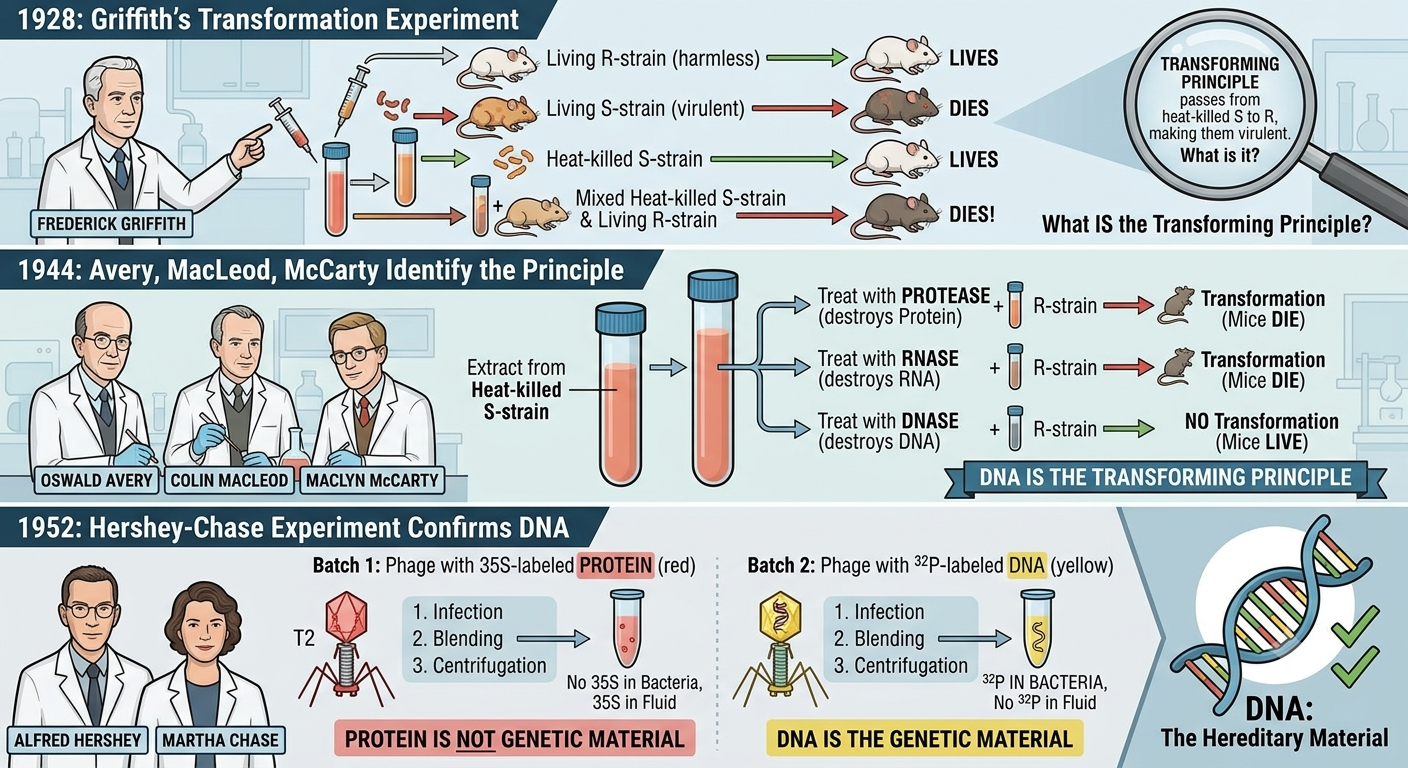 1928: Griffith's Transformation Experiment
FREDERICK GRIFFITH
Living R-strain (harmless)
LIVES
Living S-strain (virulent)
DIES
Heat-killed S-strain
LIVES
+
Mixed Heat-killed S-strain
& Living R-strain
DIES!
TRANSFORMING
PRINCIPLE
passes from
heat-killed S to R,
making them virulent.
What is it?
What IS the Transforming Principle?
1944: Avery, MacLeod, McCarty Identify the Principle
OSWALD AVERY
COLIN MACLEOD
MACLYN McCARTY
Extract from
Heat-killed
S-strain
Treat with PROTEASE
(destroys Protein)
+
R-strain
Transformation
(Mice DIE)
Treat with RNASE
(destroys RNA)
+
R-strain
Transformation
(Mice DIE)
Treat with DNASE
(destroys DNA)
+
R-strain
NO Transformation
(Mice LIVE)
DNA IS THE TRANSFORMING PRINCIPLE
1952: Hershey-Chase Experiment Confirms DNA
ALFRED HERSHEY
MARTHA CHASE
Batch 1: Phage with 35S-labeled PROTEIN (red)
T2
1. Infection
2. Blending
3. Centrifugation
No 35S in Bacteria,
35S in Fluid
PROTEIN IS NOT GENETIC MATERIAL
Batch 2: Phage with ³²P-labeled DNA (yellow)
1. Infection
2. Blending
3. Centrifugation
³²P IN BACTERIA,
No ³²P in Fluid
DNA IS THE GENETIC MATERIAL
DNA:
The Hereditary Material